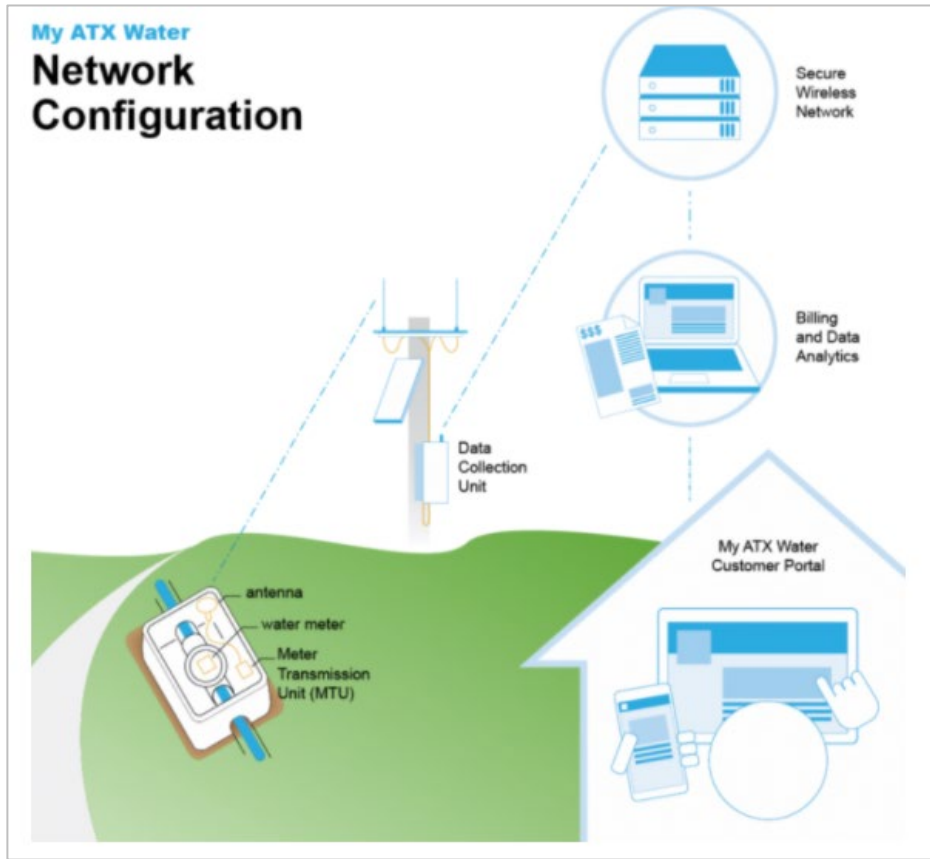 My ATX Water
Network
Configuration
Secure
Wireless
Network
$$$
Billing
and Data
Analytics
Data
Collection
Unit
My ATX Water
Customer Portal
antenna
water meter
Meter
Transmission
Unit (MTU)